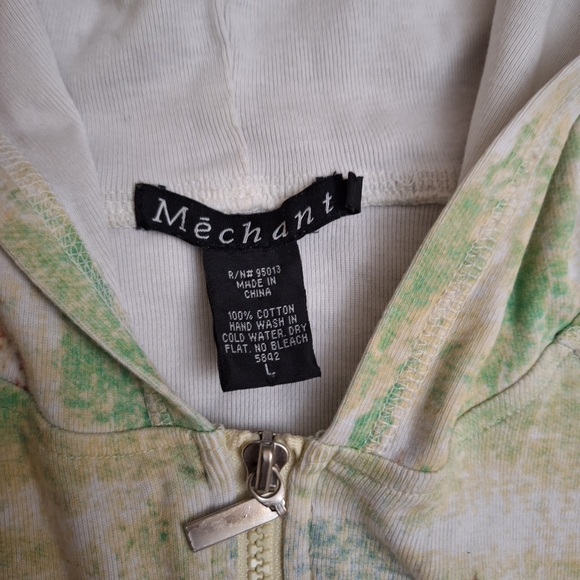 Mēchant
R/N# 95013
MADE IN
CHINA
100% COTTON
HAND WASH IN
COLD WATER, DRY
FLAT, NO BLEACH
5842
L